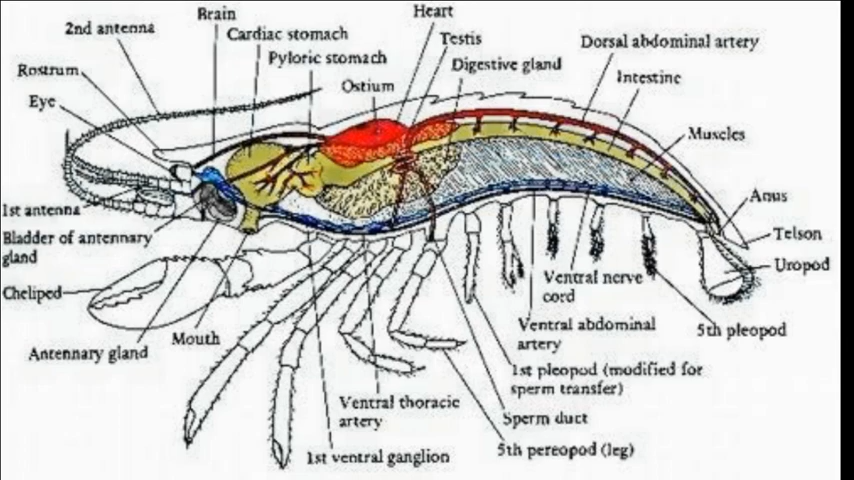 Heart
Brain
2nd antenna
Cardiac stomach
Testis
Dorsal abdominal artery
Pyloric stomach
Digestive gland
Rostrum
Intestine
Ostium
Eye
Muscles
Anus
1st antenna
Telson
Bladder of antennary
gland
Uropod
Ventral nerve
cord
Cheliped
Ventral abdominal
artery
5th pleopod
Mouth
Antennary gland
1st pleopod (modified for
sperm transfer)
Ventral thoracic
artery
Sperm duct
5th pereopod (leg)
1st ventral ganglion